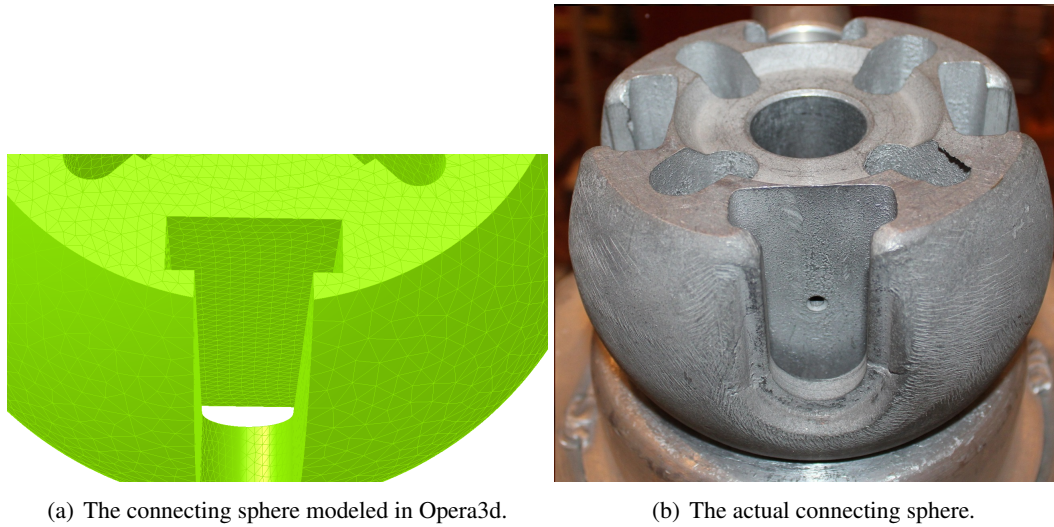 (a) The connecting sphere modeled in Opera3d.
(b) The actual connecting sphere.